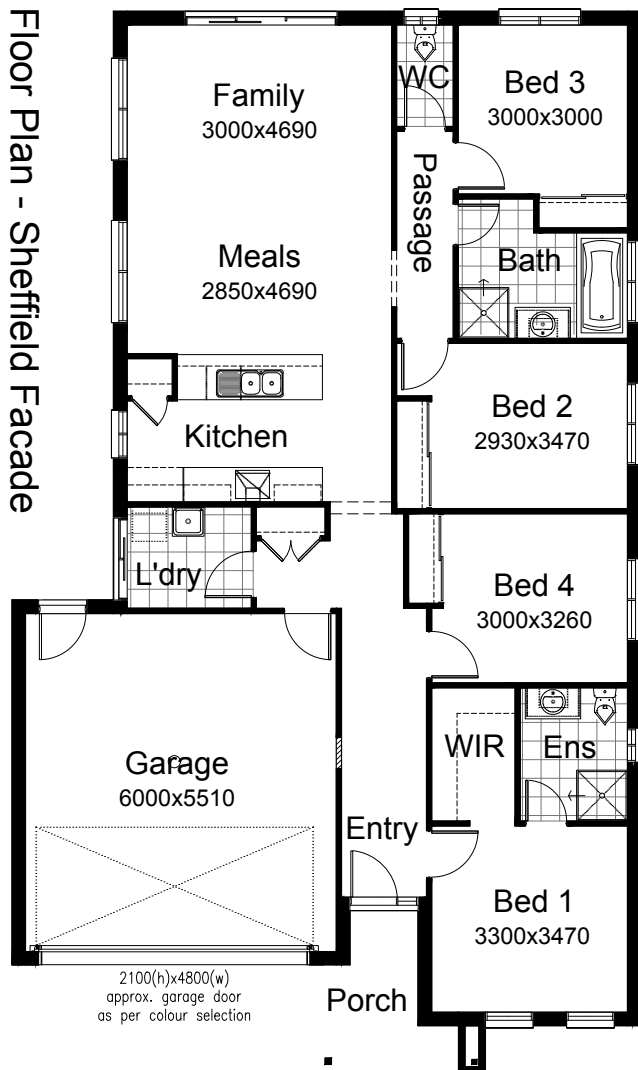 Floor Plan - Sheffield Facade
Family
3000x4690
WC
Bed 3
3000x3000
Passage
Meals
2850x4690
Bath
Kitchen
Bed 2
2930x3470
L'dry
Bed 4
3000x3260
Garage
6000x5510
WIR
Ens
Entry
Bed 1
3300x3470
2100(h)x4800(w)
approx. garage door
as per colour selection
Porch